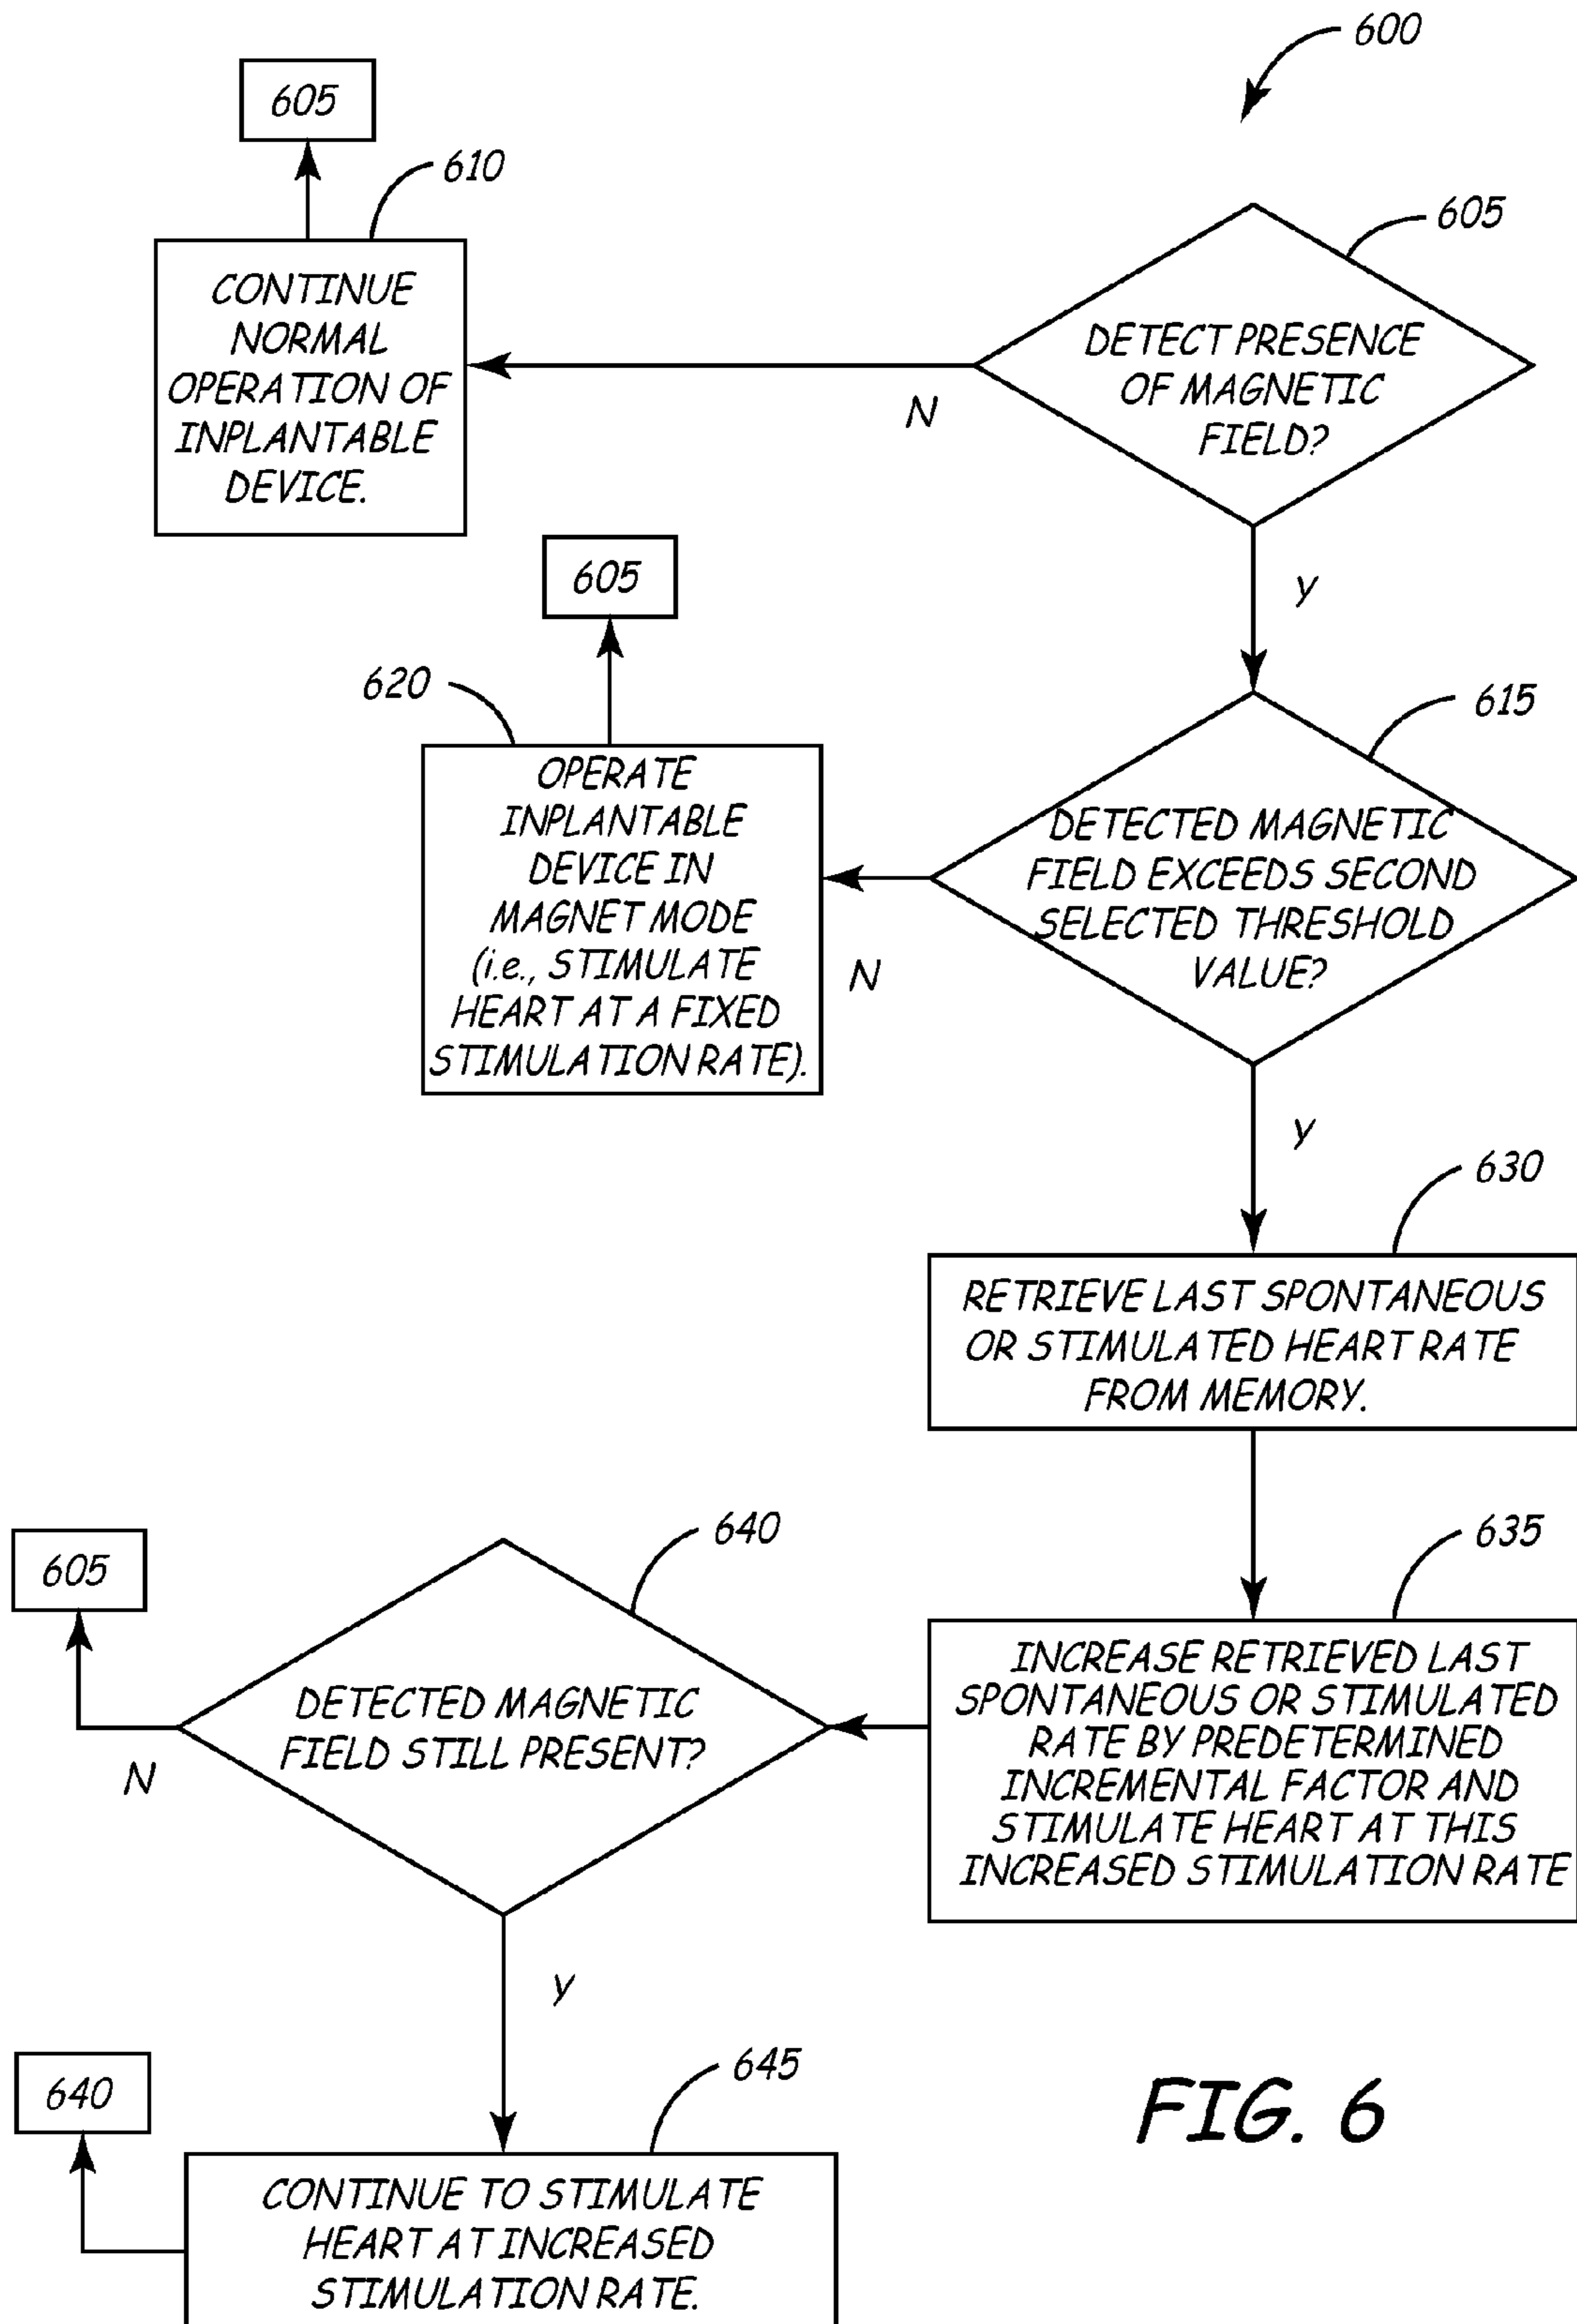 600
605
610
CONTINUE
NORMAL
OPERATION OF
INPLANTABLE
DEVICE.
605
DETECT PRESENCE
OF MAGNETIC
FIELD?
N
Y
605
620
OPERATE
INPLANTABLE
DEVICE IN
MAGNET MODE
(i.e., STIMULATE
HEART AT A FIXED
STIMULATION RATE).
615
DETECTED MAGNETIC
FIELD EXCEEDS SECOND
SELECTED THRESHOLD
VALUE?
N
Y
630
RETRIEVE LAST SPONTANEOUS
OR STIMULATED HEART RATE
FROM MEMORY.
635
INCREASE RETRIEVED LAST
SPONTANEOUS OR STIMULATED
RATE BY PREDETERMINED
INCREMENTAL FACTOR AND
STIMULATE HEART AT THIS
INCREASED STIMULATION RATE
605
640
DETECTED MAGNETIC
FIELD STILL PRESENT?
N
Y
640
645
CONTINUE TO STIMULATE
HEART AT INCREASED
STIMULATION RATE.
FIG. 6